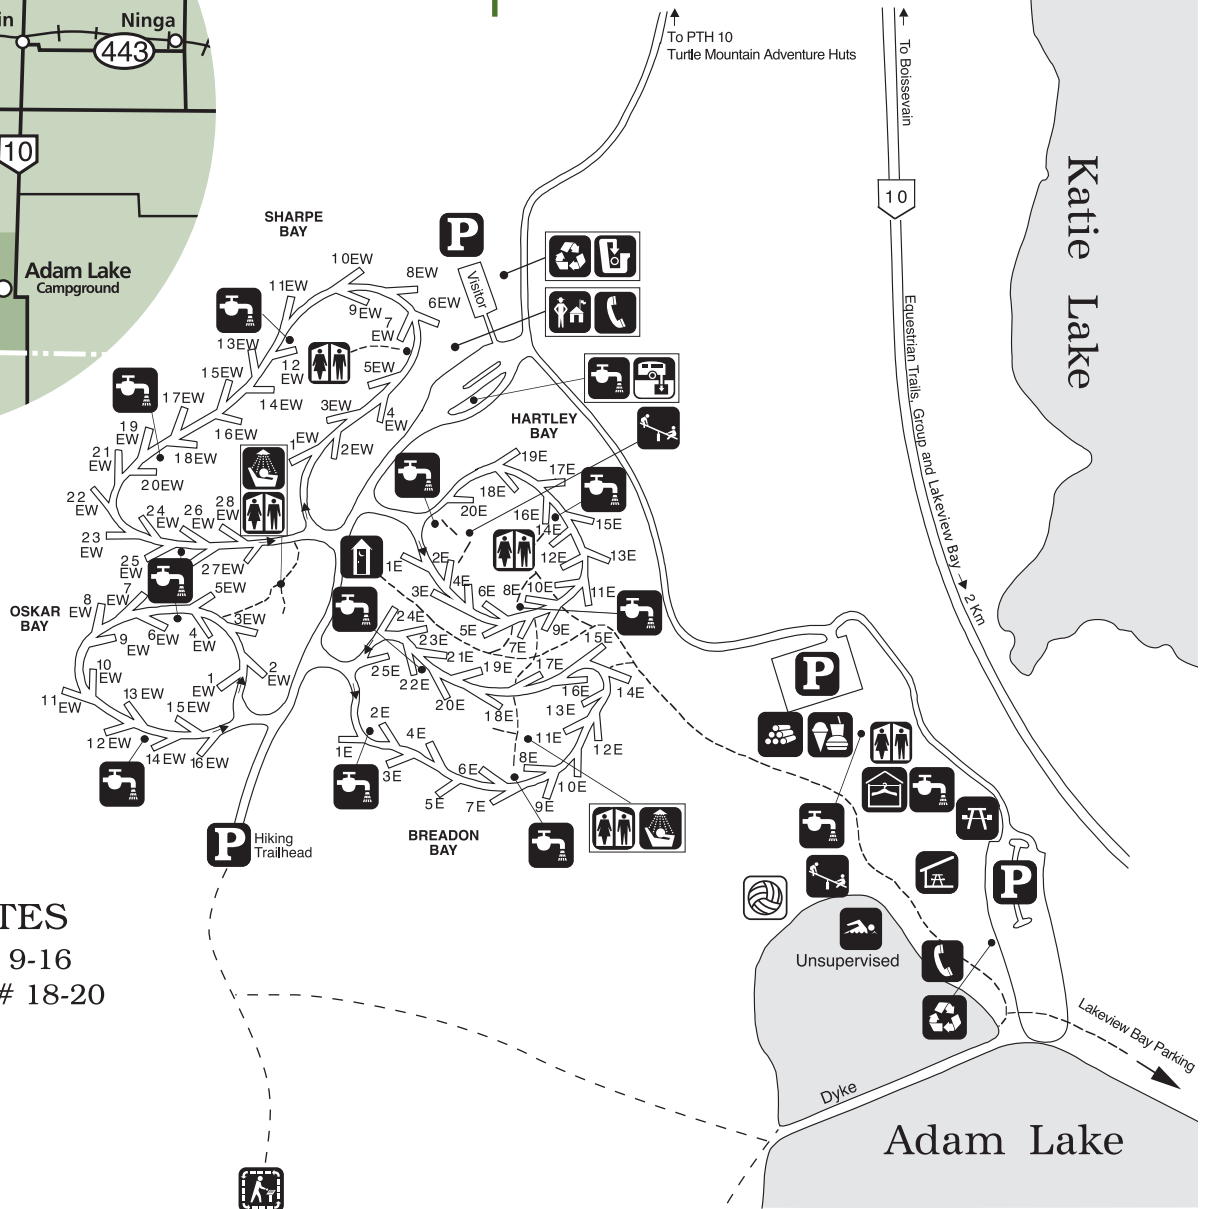 in
Ninga
443
10
Adam Lake
Campground
To PTH 10
Turtle Mountain Adventure Huts
To Boissevain
10
Katie Lake
Equestrian Trails, Group and Lakeview Bay
2 Km
SHARPE
BAY
P
Visitor
10EW
8EW
11EW
9EW
6EW
7
EW
13EW
12
EW
5EW
15EW
14EW
3EW
4
EW
17EW
16EW
1EW
2EW
19
EW
18EW
21
EW
20EW
22
EW
24
EW
26
EW
28
EW
23
EW
25
EW
27EW
HARTLEY
BAY
19E
17E
18E
20E
16E
15E
14E
13E
12E
11E
10E
9E
8E
7E
6E
5E
4E
3E
2E
1E
OSKAR
BAY
7
EW
5EW
8
EW
3EW
6EW
4
EW
9
EW
10
EW
2
EW
1
EW
11
EW
13 EW
15EW
12EW
14EW
16EW
24E
23E
21E
25E
22E
20E
19E
18E
17E
16E
15E
14E
13E
12E
11E
10E
9E
8E
7E
6E
5E
4E
3E
2E
1E
BREADON
BAY
P
Hiking
Trailhead
P
P
TES
9-16
# 18-20
Unsupervised
Lakeview Bay Parking
Dyke
Adam Lake